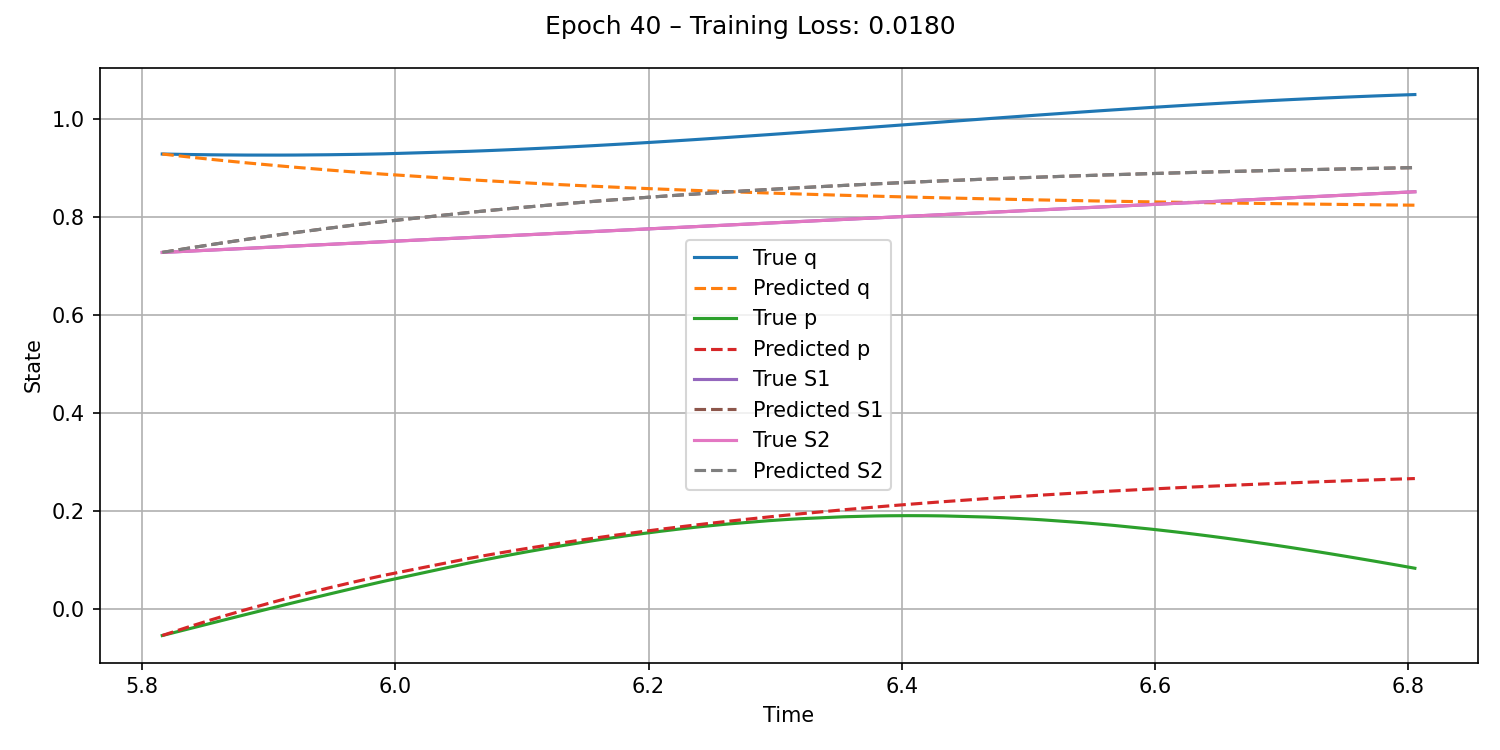 Epoch 40 – Training Loss: 0.0180
State
1.0
0.8
0.6
0.4
0.2
0.0
True q
Predicted q
True p
Predicted p
True S1
Predicted S1
True S2
Predicted S2
5.8 6.0 6.2 6.4 6.6 6.8
Time